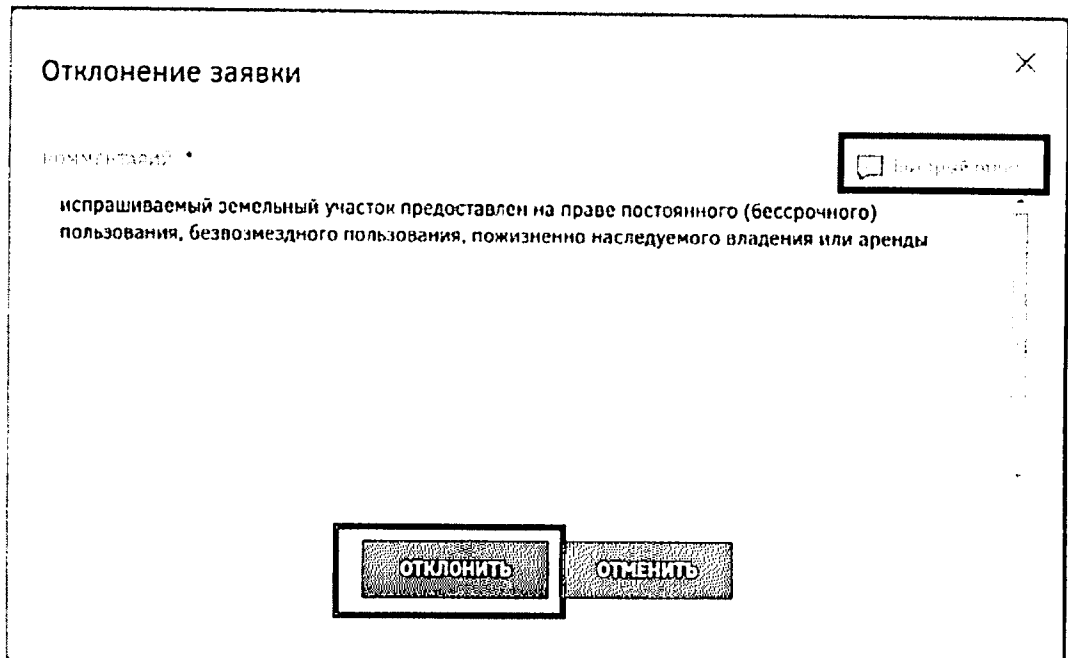 Отклонение заявки
КОММЕНТАРИЙ *
испрашиваемый земельный участок предоставлен на праве постоянного (бессрочного)
пользования, безвозмездного пользования, пожизненно наследуемого владения или аренды
ОТКЛОНИТЬ
ОТМЕНИТЬ